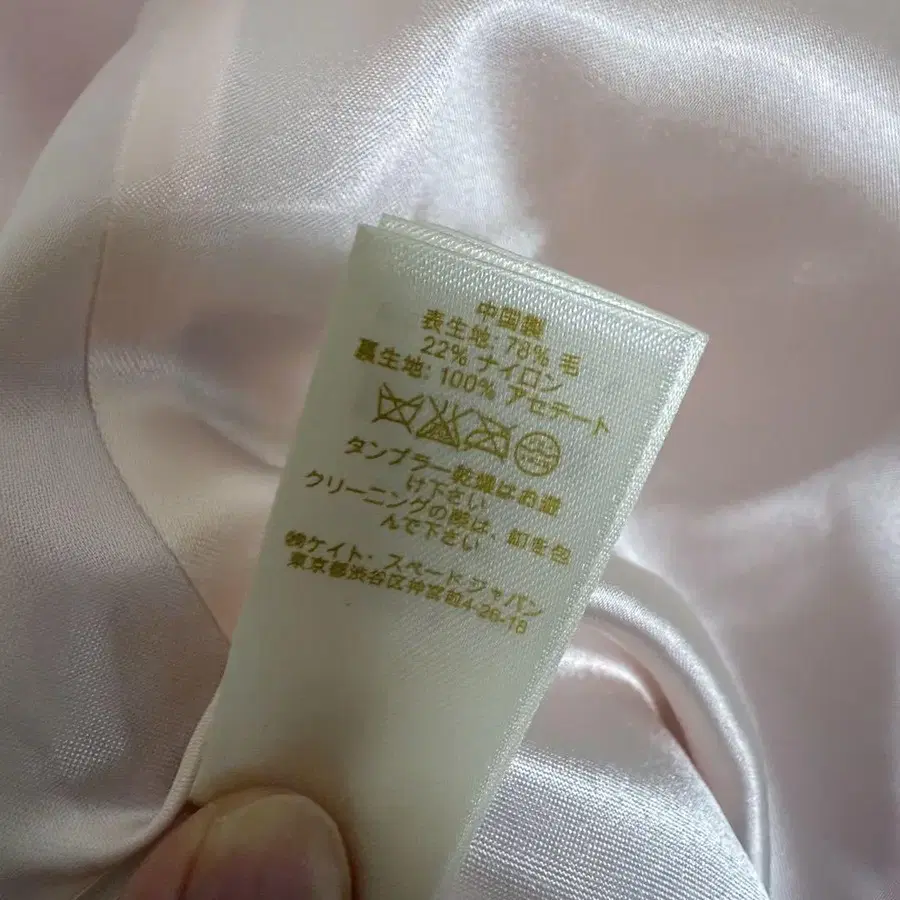 中国製
表生地: 78% 毛
22% ナイロン
裏生地: 100% アセテート
タンブラー乾燥はお避
け下さい
クリーニングの際は、釦を包
んで下さい
㈱ケイト・スペード ジャパン
東京都渋谷区神宮前4-26-18